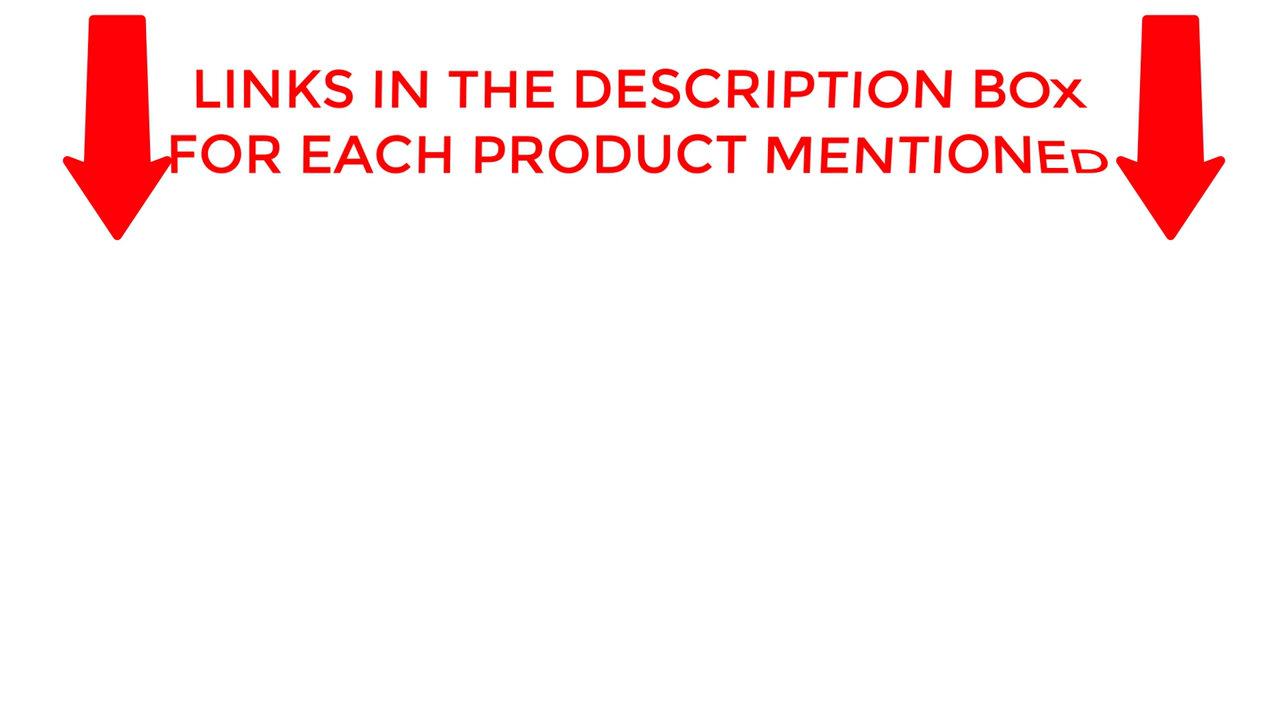 LINKS IN THE DESCRIPTION BOX
FOR EACH PRODUCT MENTIONED